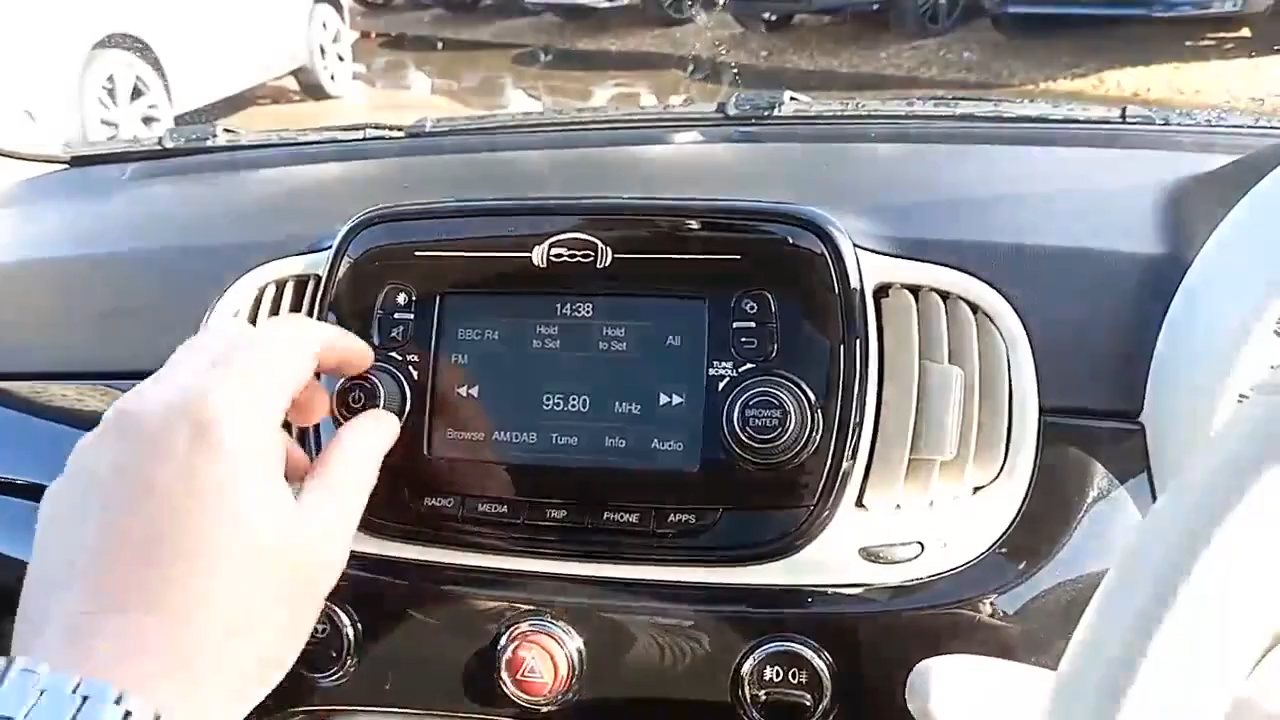 500
14:38
BBC R4
Hold
to Set
Hold
to Set
All
FM
95.80 MHz
Browse AM/DAB Tune Info Audio
VOL
TUNE
SCROLL
BROWSE
ENTER
RADIO MEDIA TRIP PHONE APPS